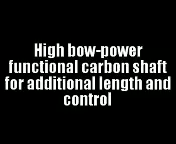 High bow-power
functional carbon shaft
for additional length and
control